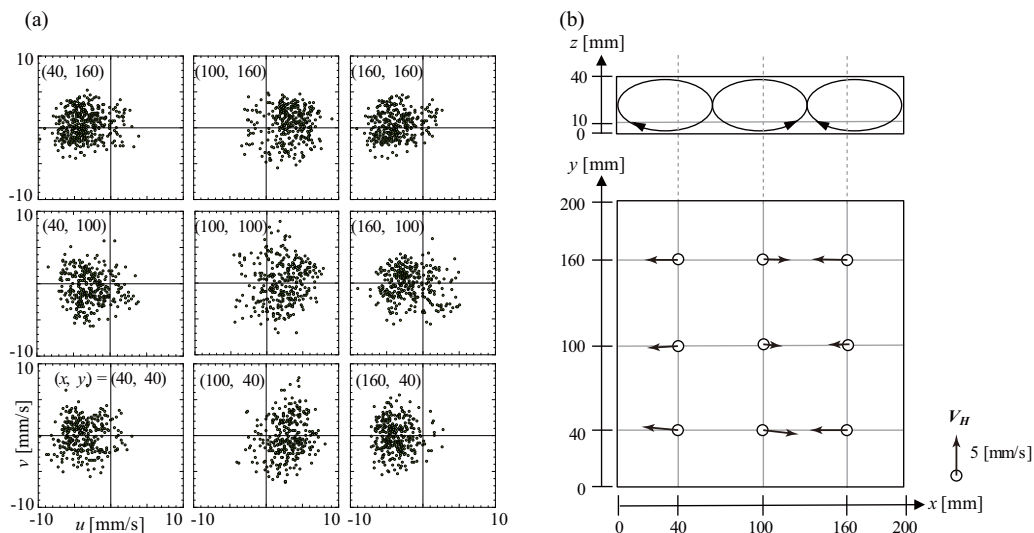 (a)
10
(40, 160)
(100, 160)
(160, 160)
-10
10
(40, 100)
(100, 100)
(160, 100)
-10
10
(x, y) = (40, 40)
(100, 40)
(160, 40)
v [mm/s]
-10
-10 u [mm/s] 10
-10 10
-10 10
(b)
z [mm]
40
10
0
y [mm]
200
160
100
40
0
V_H
5 [mm/s]
x [mm]
0 40 100 160 200